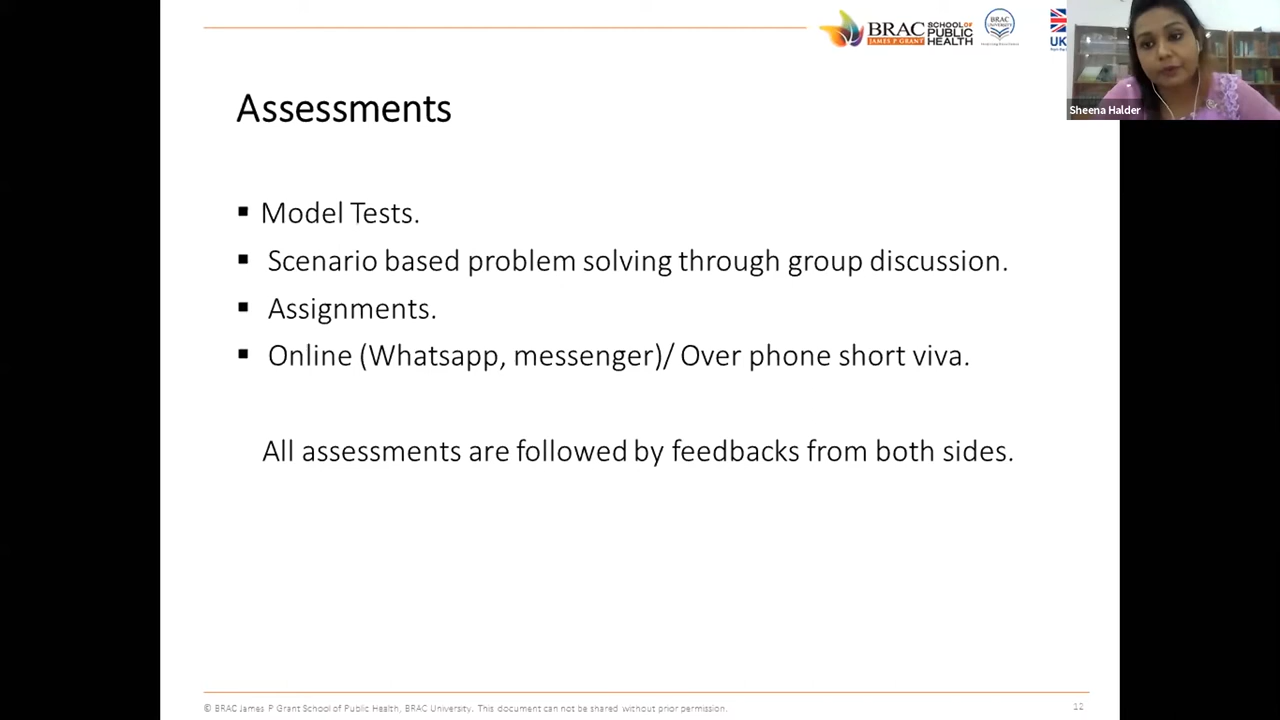 BRAC
JAMES P GRANT
SCHOOL OF
PUBLIC
HEALTH
BRAC
UNIVERSITY
UK
Sheena Halder
Assessments
▪ Model Tests.
▪ Scenario based problem solving through group discussion.
▪ Assignments.
▪ Online (Whatsapp, messenger)/ Over phone short viva.
All assessments are followed by feedbacks from both sides.
© BRAC James P Grant School of Public Health, BRAC University. This document can not be shared without prior permission.
12